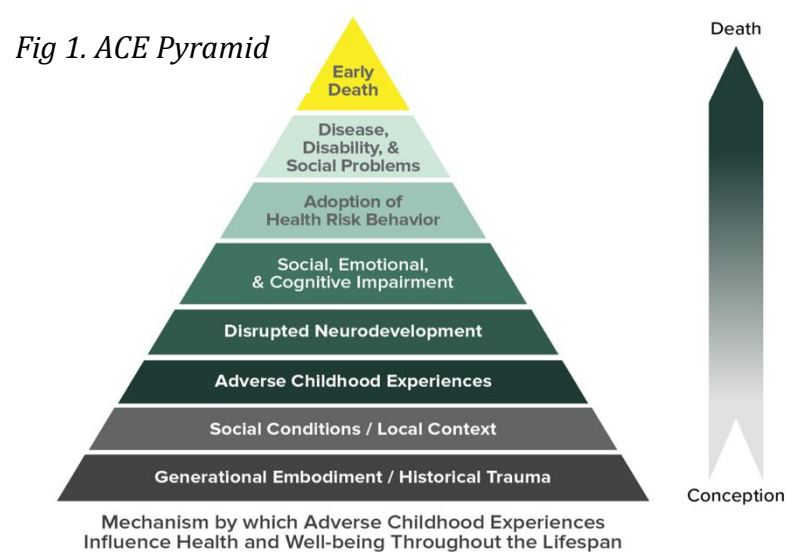 Fig 1. ACE Pyramid
Death
Early
Death
Disease,
Disability, &
Social Problems
Adoption of
Health Risk Behavior
Social, Emotional,
& Cognitive Impairment
Disrupted Neurodevelopment
Adverse Childhood Experiences
Social Conditions / Local Context
Generational Embodiment / Historical Trauma
Conception
Mechanism by which Adverse Childhood Experiences
Influence Health and Well-being Throughout the Lifespan